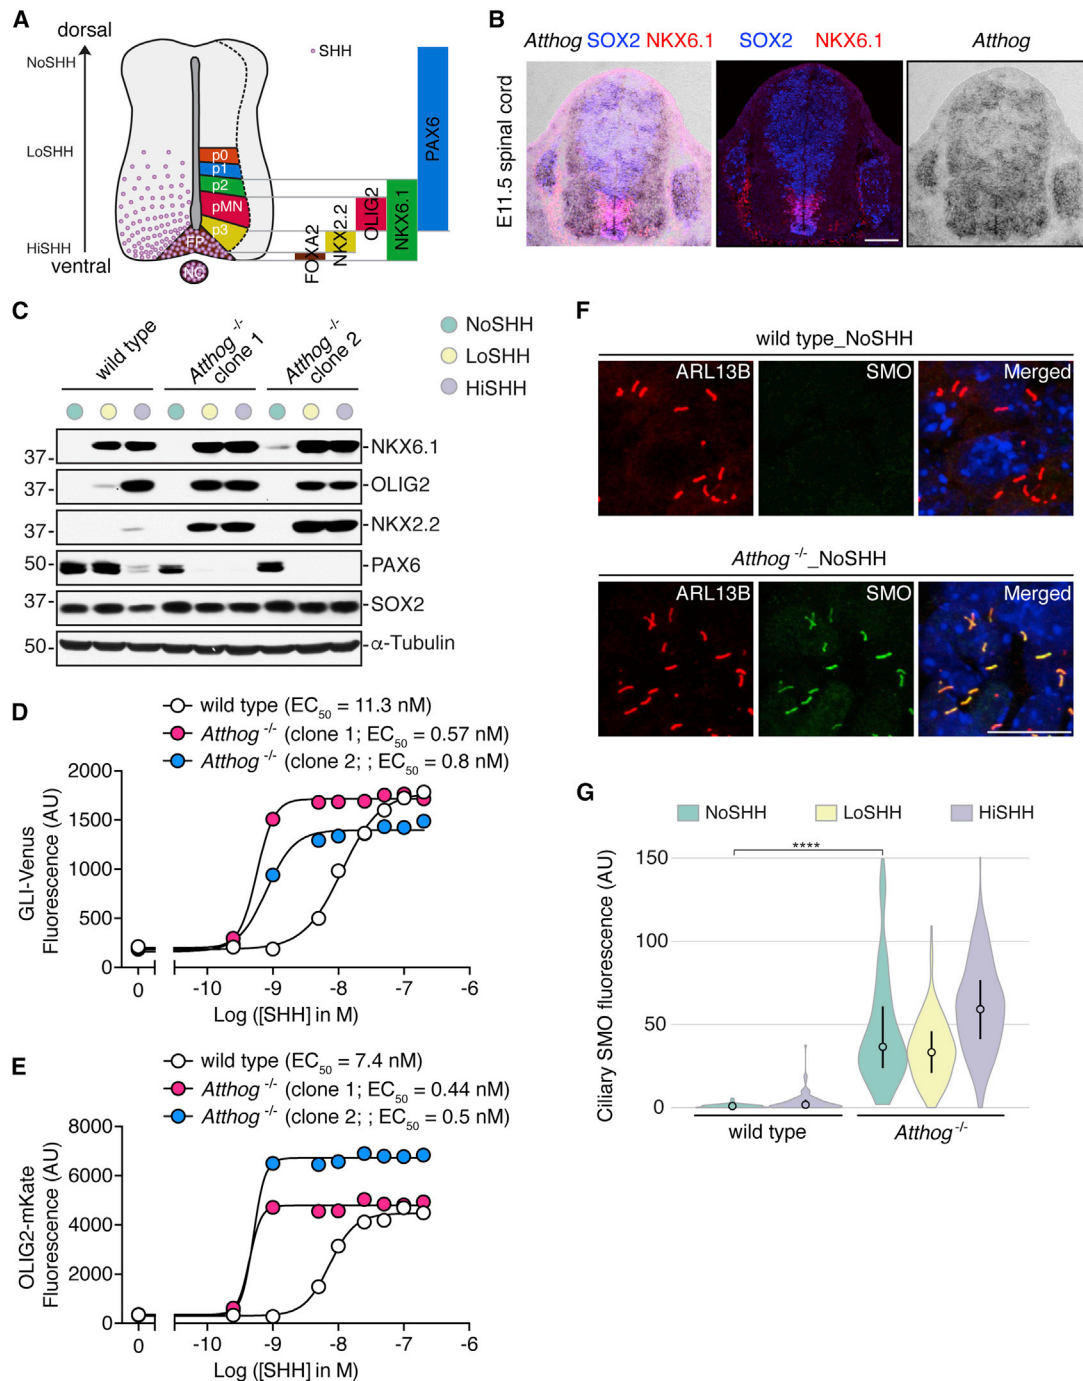 A
dorsal
NoSHH
LoSHH
HiSHH
ventral
SHH
p0
p1
p2
pMN
p3
FP
NC
FOXA2
NKX2.2
OLIG2
NKX6.1
PAX6
B
Atthog SOX2 NKX6.1
SOX2 NKX6.1
Atthog
E11.5 spinal cord
C
wild type
Atthog -/- clone 1
Atthog -/- clone 2
NoSHH
LoSHH
HiSHH
37 NKX6.1
37 OLIG2
37 NKX2.2
50 PAX6
37 SOX2
50 α-Tubulin
D
wild type (EC50 = 11.3 nM)
Atthog -/- (clone 1; EC50 = 0.57 nM)
Atthog -/- (clone 2; ; EC50 = 0.8 nM)
GLI-Venus
Fluorescence (AU)
2000
1500
1000
500
0
0 -10 -9 -8 -7 -6
Log ([SHH] in M)
E
wild type (EC50 = 7.4 nM)
Atthog -/- (clone 1; EC50 = 0.44 nM)
Atthog -/- (clone 2; ; EC50 = 0.5 nM)
OLIG2-mKate
Fluorescence (AU)
8000
6000
4000
2000
0
0 -10 -9 -8 -7 -6
Log ([SHH] in M)
F
wild type_NoSHH
ARL13B SMO Merged
Atthog -/-_NoSHH
ARL13B SMO Merged
G
NoSHH LoSHH HiSHH
****
Ciliary SMO fluorescence (AU)
150
100
50
0
wild type Atthog-/-